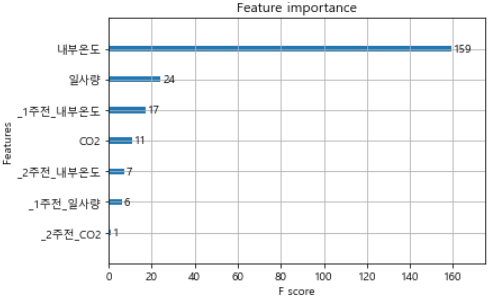 Feature importance
Features
내부온도
159
일사량
24
_1주전_내부온도
17
CO2
11
_2주전_내부온도
7
_1주전_일사량
6
_2주전_CO2
1
0 20 40 60 80 100 120 140 160
F score